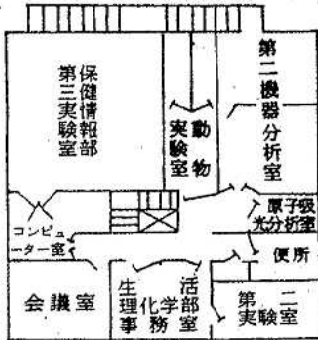 保健情報部
第三実験室
動物
実験室
第二機器分析室
原子吸
光分析室
コンピュ
ーター室
便所
会議室
生活
理化学部
事務室
第二
実験室